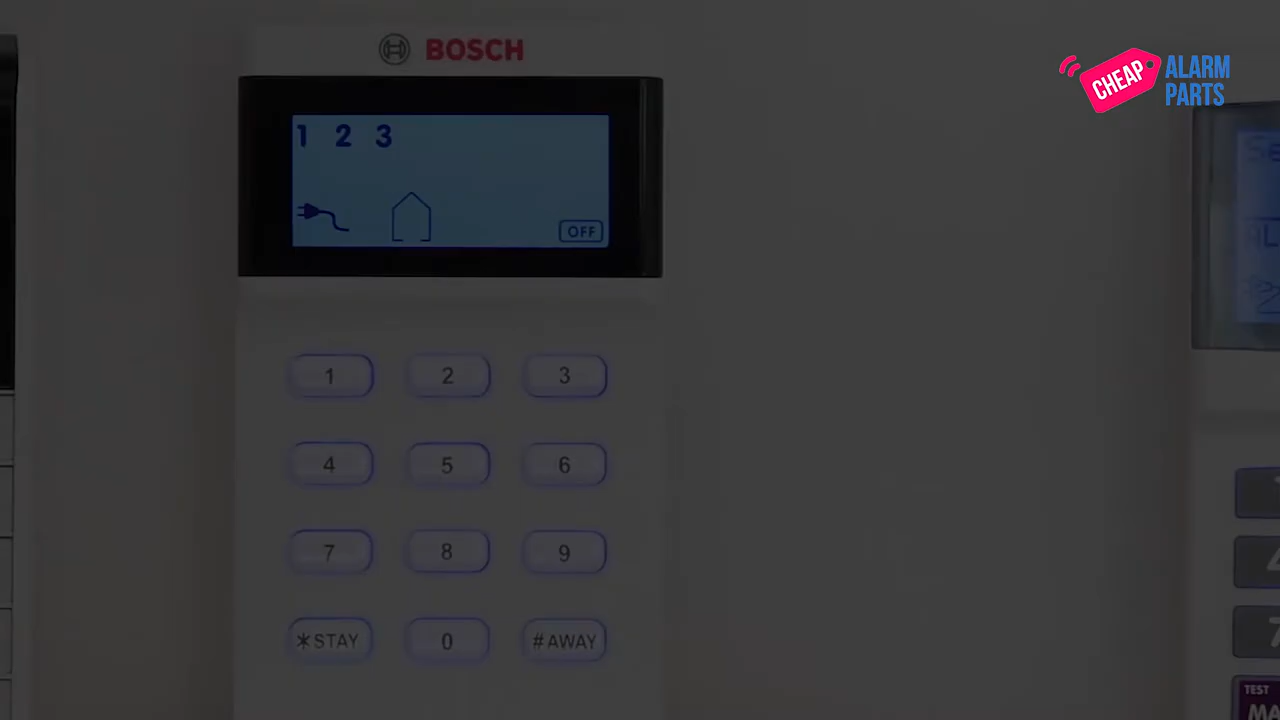 BOSCH
CHEAP
ALARM
PARTS
1 2 3
OFF
1 2 3
4 5 6
7 8 9
*STAY 0 #AWAY
TEST